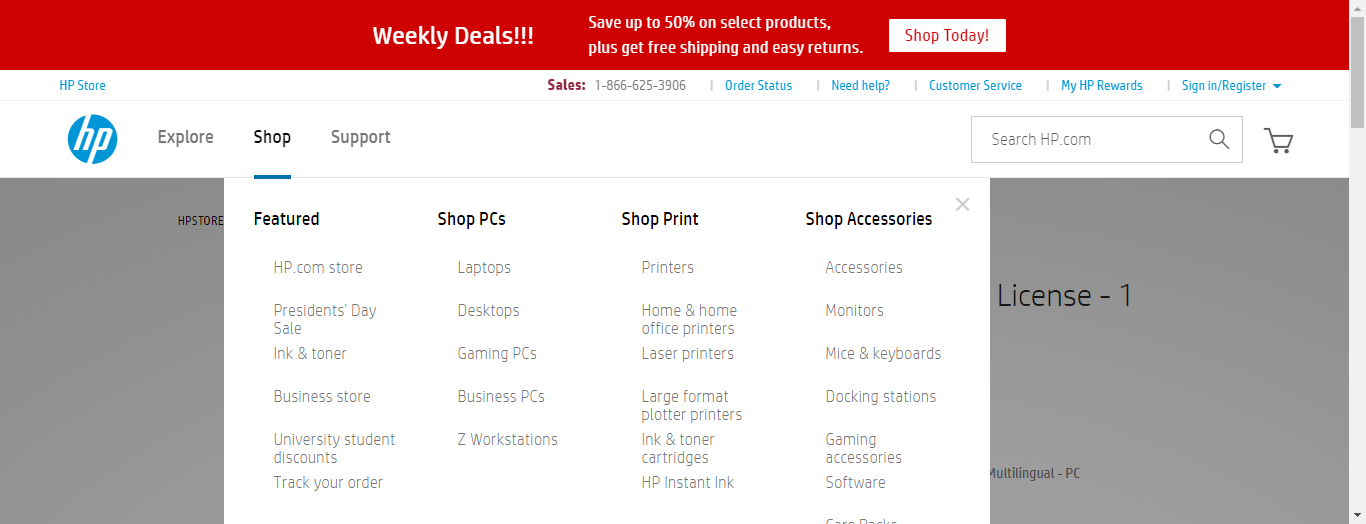 Weekly Deals!!!
Save up to 50% on select products,
plus get free shipping and easy returns.
Shop Today!
HP Store
Sales: 1-866-625-3906
Order Status
Need help?
Customer Service
My HP Rewards
Sign in/Register
hp
Explore
Shop
Support
Search HP.com
HPSTORE
Featured
HP.com store
Presidents' Day
Sale
Ink & toner
Business store
University student
discounts
Track your order
Shop PCs
Laptops
Desktops
Gaming PCs
Business PCs
Z Workstations
Shop Print
Printers
Home & home
office printers
Laser printers
Large format
plotter printers
Ink & toner
cartridges
HP Instant Ink
Shop Accessories
Accessories
Monitors
Mice & keyboards
Docking stations
Gaming
accessories
Software
Care Packs
License - 1
Multilingual - PC